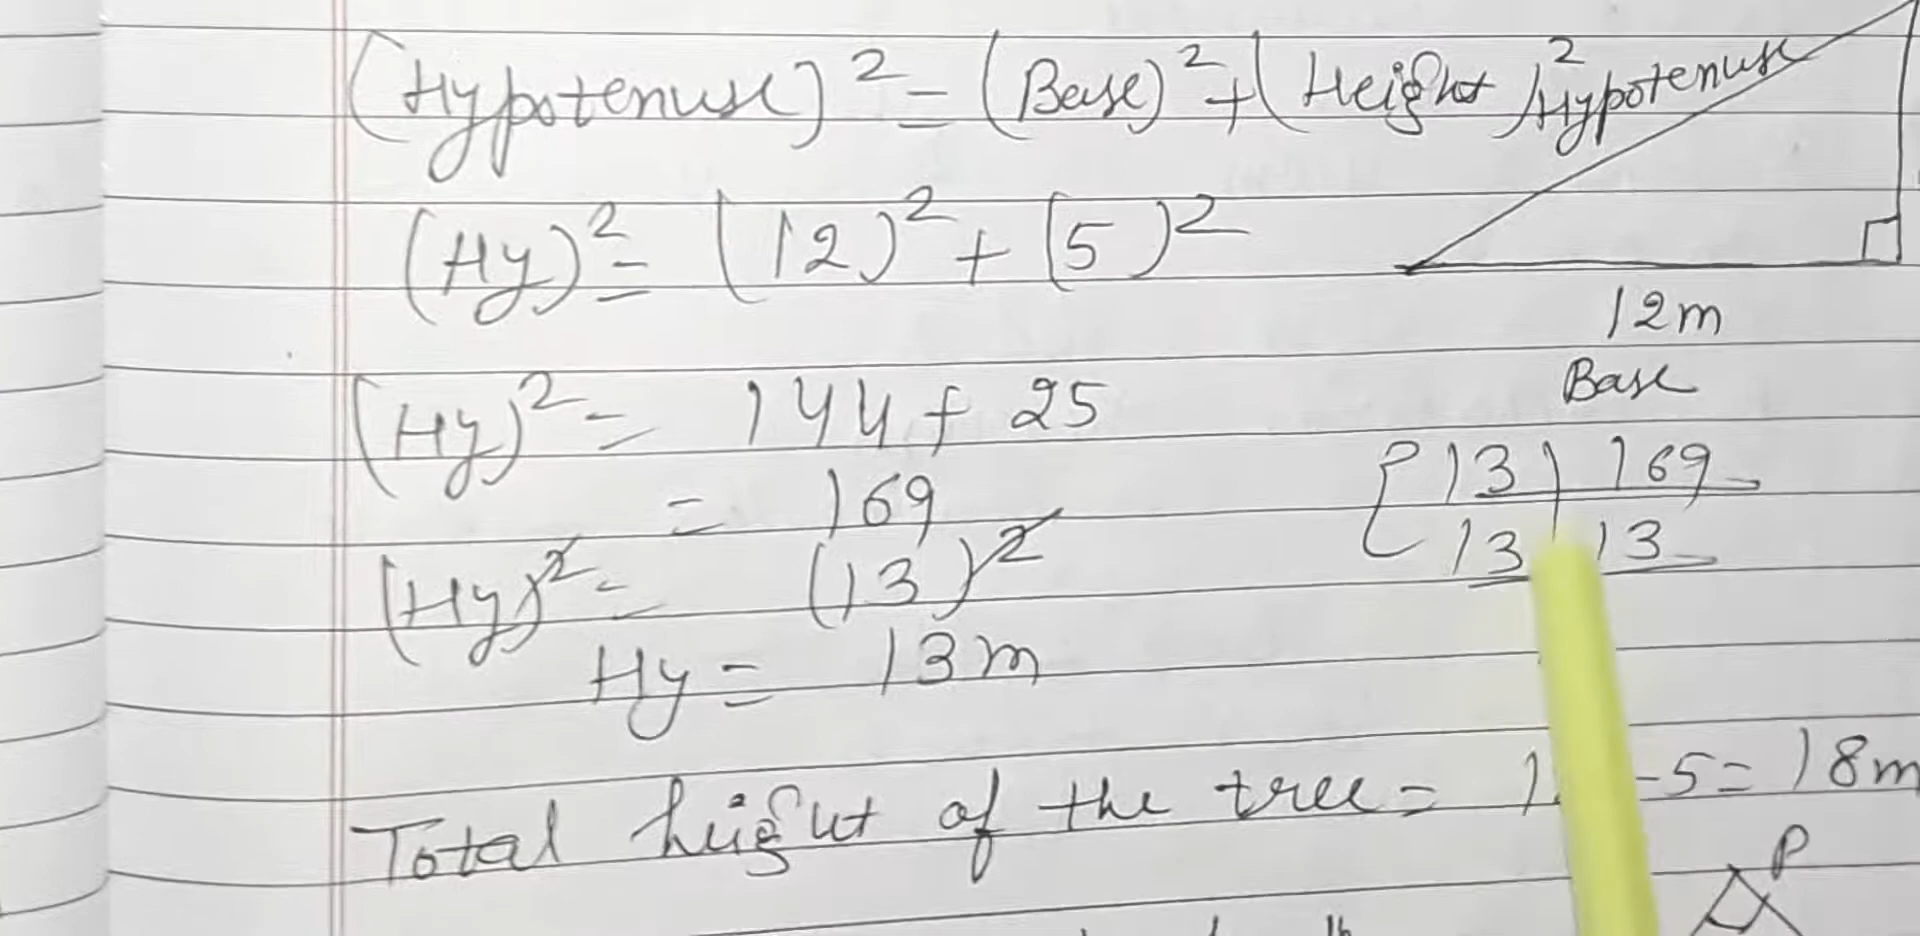 (Hypotenuse)² = (Base)² + (Height)²
Hypotenuse
(Hy)² = (12)² + (5)²
12m
Base
(Hy)² = 144 + 25
= 169
13) 169
(Hy)² = (13)²
13 13
Hy = 13m
Total height of the tree = 5 = 18m
P